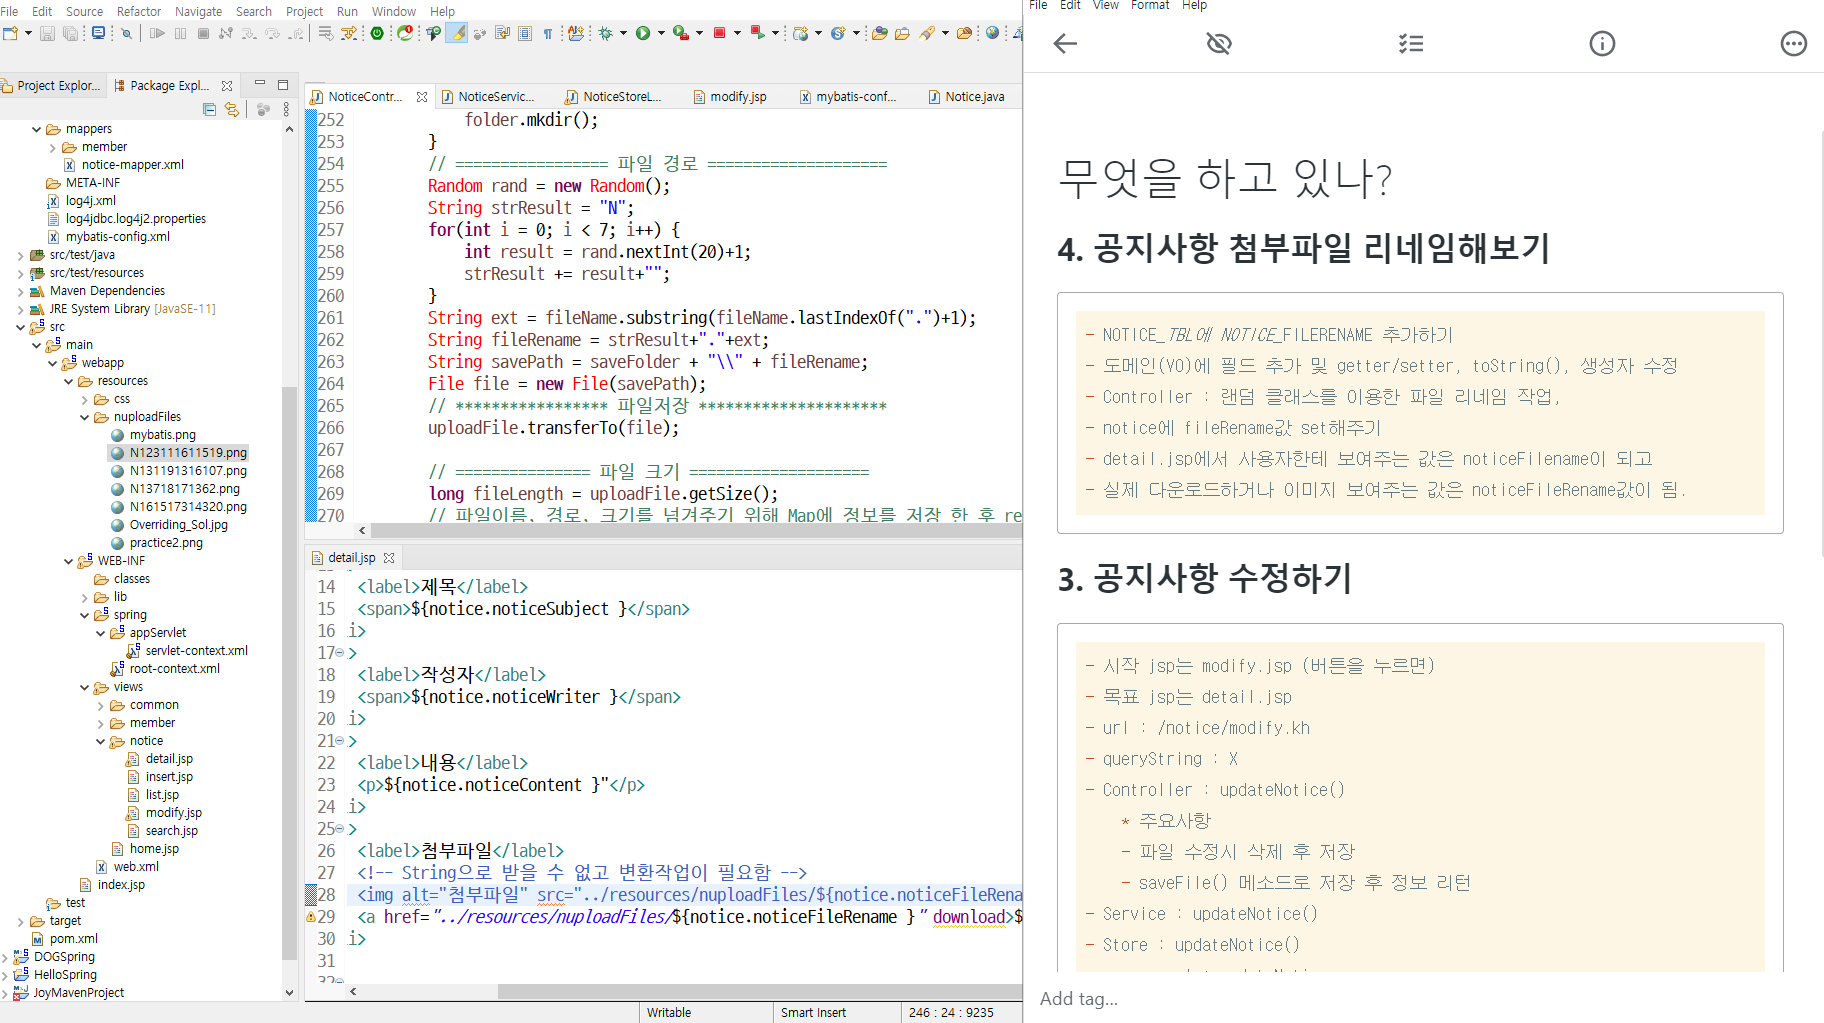 File Edit Source Refactor Navigate Search Project Run Window Help
Project Explor... Package Expl...
mappers
member
notice-mapper.xml
META-INF
log4j.xml
log4jdbc.log4j2.properties
mybatis-config.xml
src/test/java
src/test/resources
Maven Dependencies
JRE System Library [JavaSE-11]
src
main
webapp
resources
css
nuploadFiles
mybatis.png
N123111611519.png
N131191316107.png
N13718171362.png
N161517314320.png
Overriding_Sol.jpg
practice2.png
WEB-INF
classes
lib
spring
appServlet
servlet-context.xml
root-context.xml
views
common
member
notice
detail.jsp
insert.jsp
list.jsp
modify.jsp
search.jsp
home.jsp
web.xml
index.jsp
test
target
pom.xml
DOGSpring
HelloSpring
JoyMavenProject
NoticeContr... NoticeServic... NoticeStoreL... modify.jsp mybatis-conf... Notice.java
252 folder.mkdir();
253 }
254 // ================= 파일 경로 ====================
255 Random rand = new Random();
256 String strResult = "N";
257 for(int i = 0; i < 7; i++) {
258 int result = rand.nextInt(20)+1;
259 strResult += result+"";
260 }
261 String ext = fileName.substring(fileName.lastIndexOf(".")+1);
262 String fileRename = strResult+"."+ext;
263 String savePath = saveFolder + "\\" + fileRename;
264 File file = new File(savePath);
265 // ***************** 파일저장 *********************
266 uploadFile.transferTo(file);
267
268 // =============== 파일 크기 ====================
269 long fileLength = uploadFile.getSize();
270 // 파일이름, 경로, 크기를 넘겨주기 위해 Map에 정보를 저장 한 후 re
detail.jsp
14 <label>제목</label>
15 <span>${notice.noticeSubject }</span>
16 i>
17 >
18 <label>작성자</label>
19 <span>${notice.noticeWriter }</span>
20 i>
21 >
22 <label>내용</label>
23 <p>${notice.noticeContent }"</p>
24 i>
25 >
26 <label>첨부파일</label>
27 <!-- String으로 받을 수 없고 변환작업이 필요함 -->
28 <img alt="첨부파일" src="../resources/nuploadFiles/${notice.noticeFileRena
29 <a href="../resources/nuploadFiles/${notice.noticeFileRename }" download>$
30 i>
31
32
Writable Smart Insert 246 : 24 : 9235
File Edit View Format Help
무엇을 하고 있나?
4. 공지사항 첨부파일 리네임해보기
- NOTICE_TBL에 NOTICE_FILERENAME 추가하기
- 도메인(VO)에 필드 추가 및 getter/setter, toString(), 생성자 수정
- Controller : 랜덤 클래스를 이용한 파일 리네임 작업,
- notice에 fileRename값 set해주기
- detail.jsp에서 사용자한테 보여주는 값은 noticeFilename이 되고
- 실제 다운로드하거나 이미지 보여주는 값은 noticeFileRename값이 됨.
3. 공지사항 수정하기
- 시작 jsp는 modify.jsp (버튼을 누르면)
- 목표 jsp는 detail.jsp
- url : /notice/modify.kh
- queryString : X
- Controller : updateNotice()
* 주요사항
- 파일 수정시 삭제 후 저장
- saveFile() 메소드로 저장 후 정보 리턴
- Service : updateNotice()
- Store : updateNotice()
Add tag...